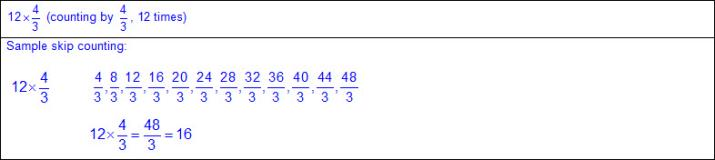 12×4/3 (counting by 4/3, 12 times)
Sample skip counting:
12×4/3 4/3, 8/3, 12/3, 16/3, 20/3, 24/3, 28/3, 32/3, 36/3, 40/3, 44/3, 48/3
12×4/3=48/3=16